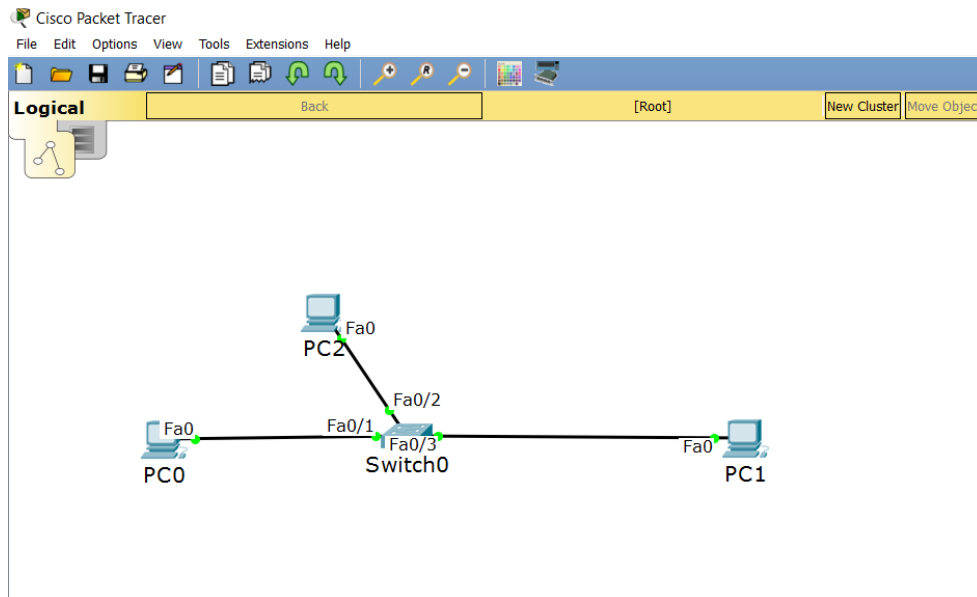 Cisco Packet Tracer
File Edit Options View Tools Extensions Help
Logical Back [Root] New Cluster Move Objec
Fa0
PC2
Fa0/2
Fa0 Fa0/1
Fa0/3 Fa0
PC0 Switch0 PC1